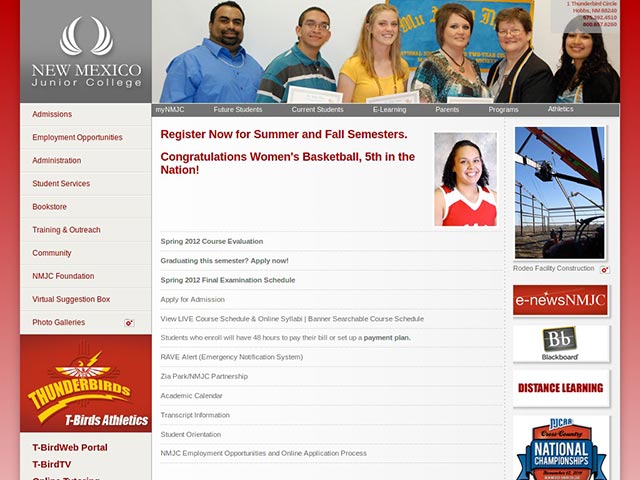 1 Thunderbird Circle
Hobbs, NM 88240
575.392.4510
800.657.6260
NEW MEXICO
Junior College
myNMJC Future Students Current Students E-Learning Parents Programs Athletics
Admissions
Employment Opportunities
Administration
Student Services
Bookstore
Training & Outreach
Community
NMJC Foundation
Virtual Suggestion Box
Photo Galleries
THUNDERBIRDS
T-Birds Athletics
T-BirdWeb Portal
T-BirdTV
Online Tutoring
Register Now for Summer and Fall Semesters.
Congratulations Women's Basketball, 5th in the
Nation!
Spring 2012 Course Evaluation
Graduating this semester? Apply now!
Spring 2012 Final Examination Schedule
Apply for Admission
View LIVE Course Schedule & Online Syllabi | Banner Searchable Course Schedule
Students who enroll will have 48 hours to pay their bill or set up a payment plan.
RAVE Alert (Emergency Notification System)
Zia Park/NMJC Partnership
Academic Calendar
Transcript Information
Student Orientation
NMJC Employment Opportunities and Online Application Process
Rodeo Facility Construction
e-newsNMJC
Bb
Blackboard
DISTANCE LEARNING
NJCAA
Cross Country
NATIONAL
CHAMPIONSHIPS